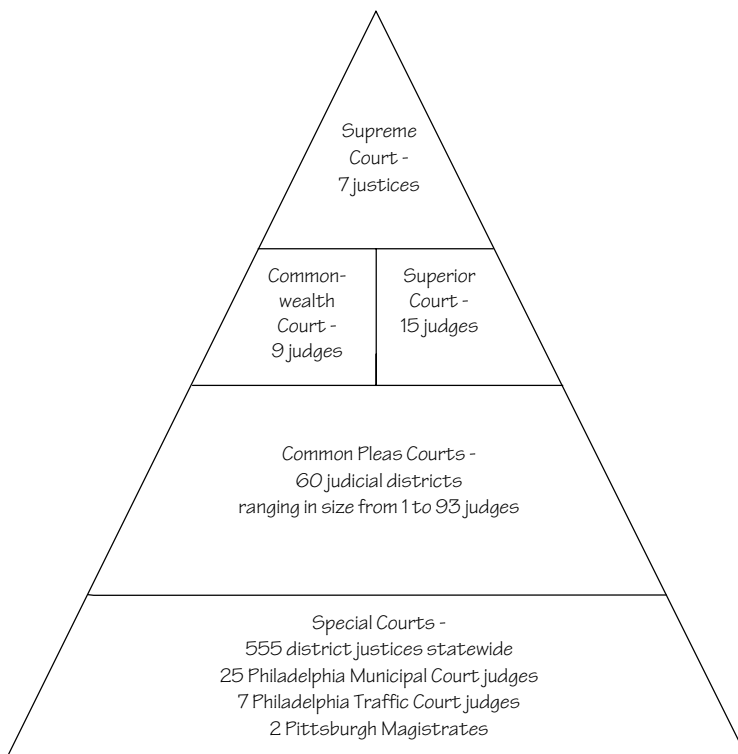 Supreme
Court -
7 justices
Common-
wealth
Court -
9 judges
Superior
Court -
15 judges
Common Pleas Courts -
60 judicial districts
ranging in size from 1 to 93 judges
Special Courts -
555 district justices statewide
25 Philadelphia Municipal Court judges
7 Philadelphia Traffic Court judges
2 Pittsburgh Magistrates